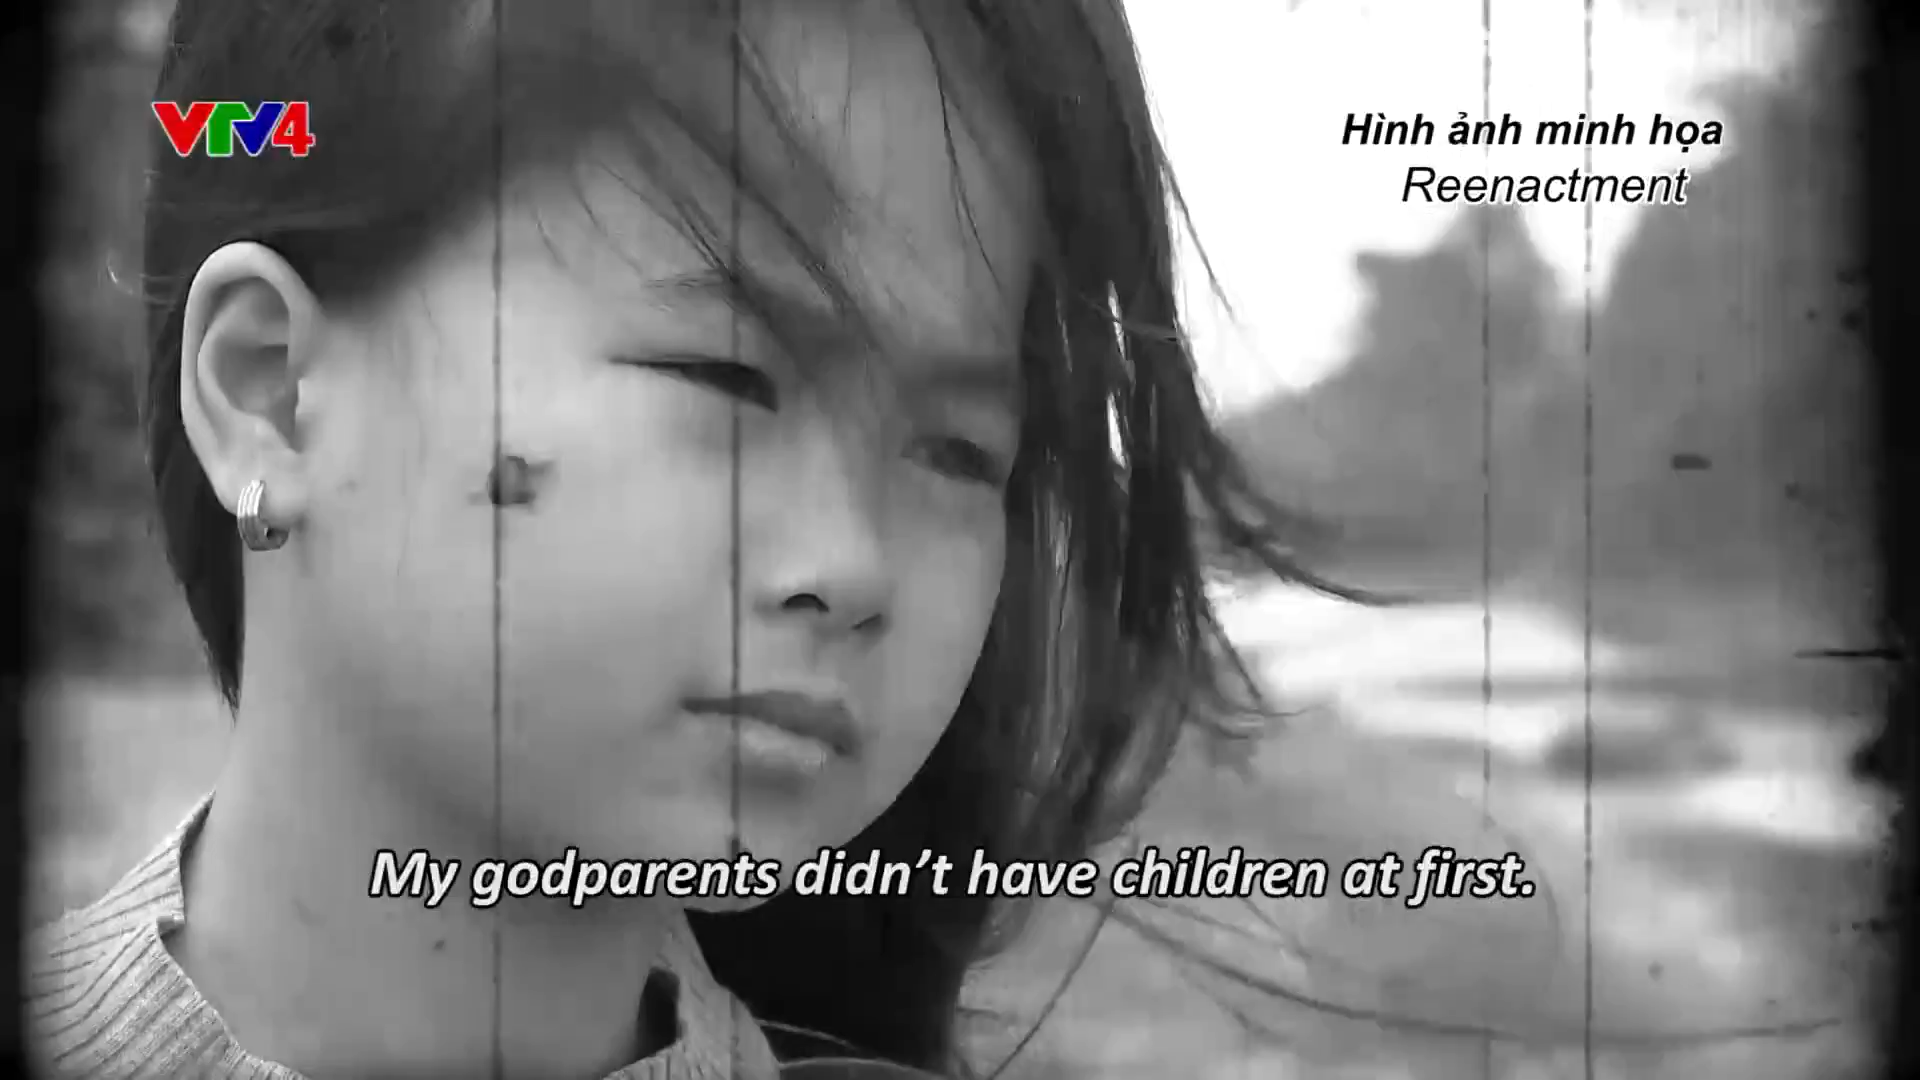 VTV4
Hình ảnh minh họa
Reenactment
My godparents didn't have children at first.